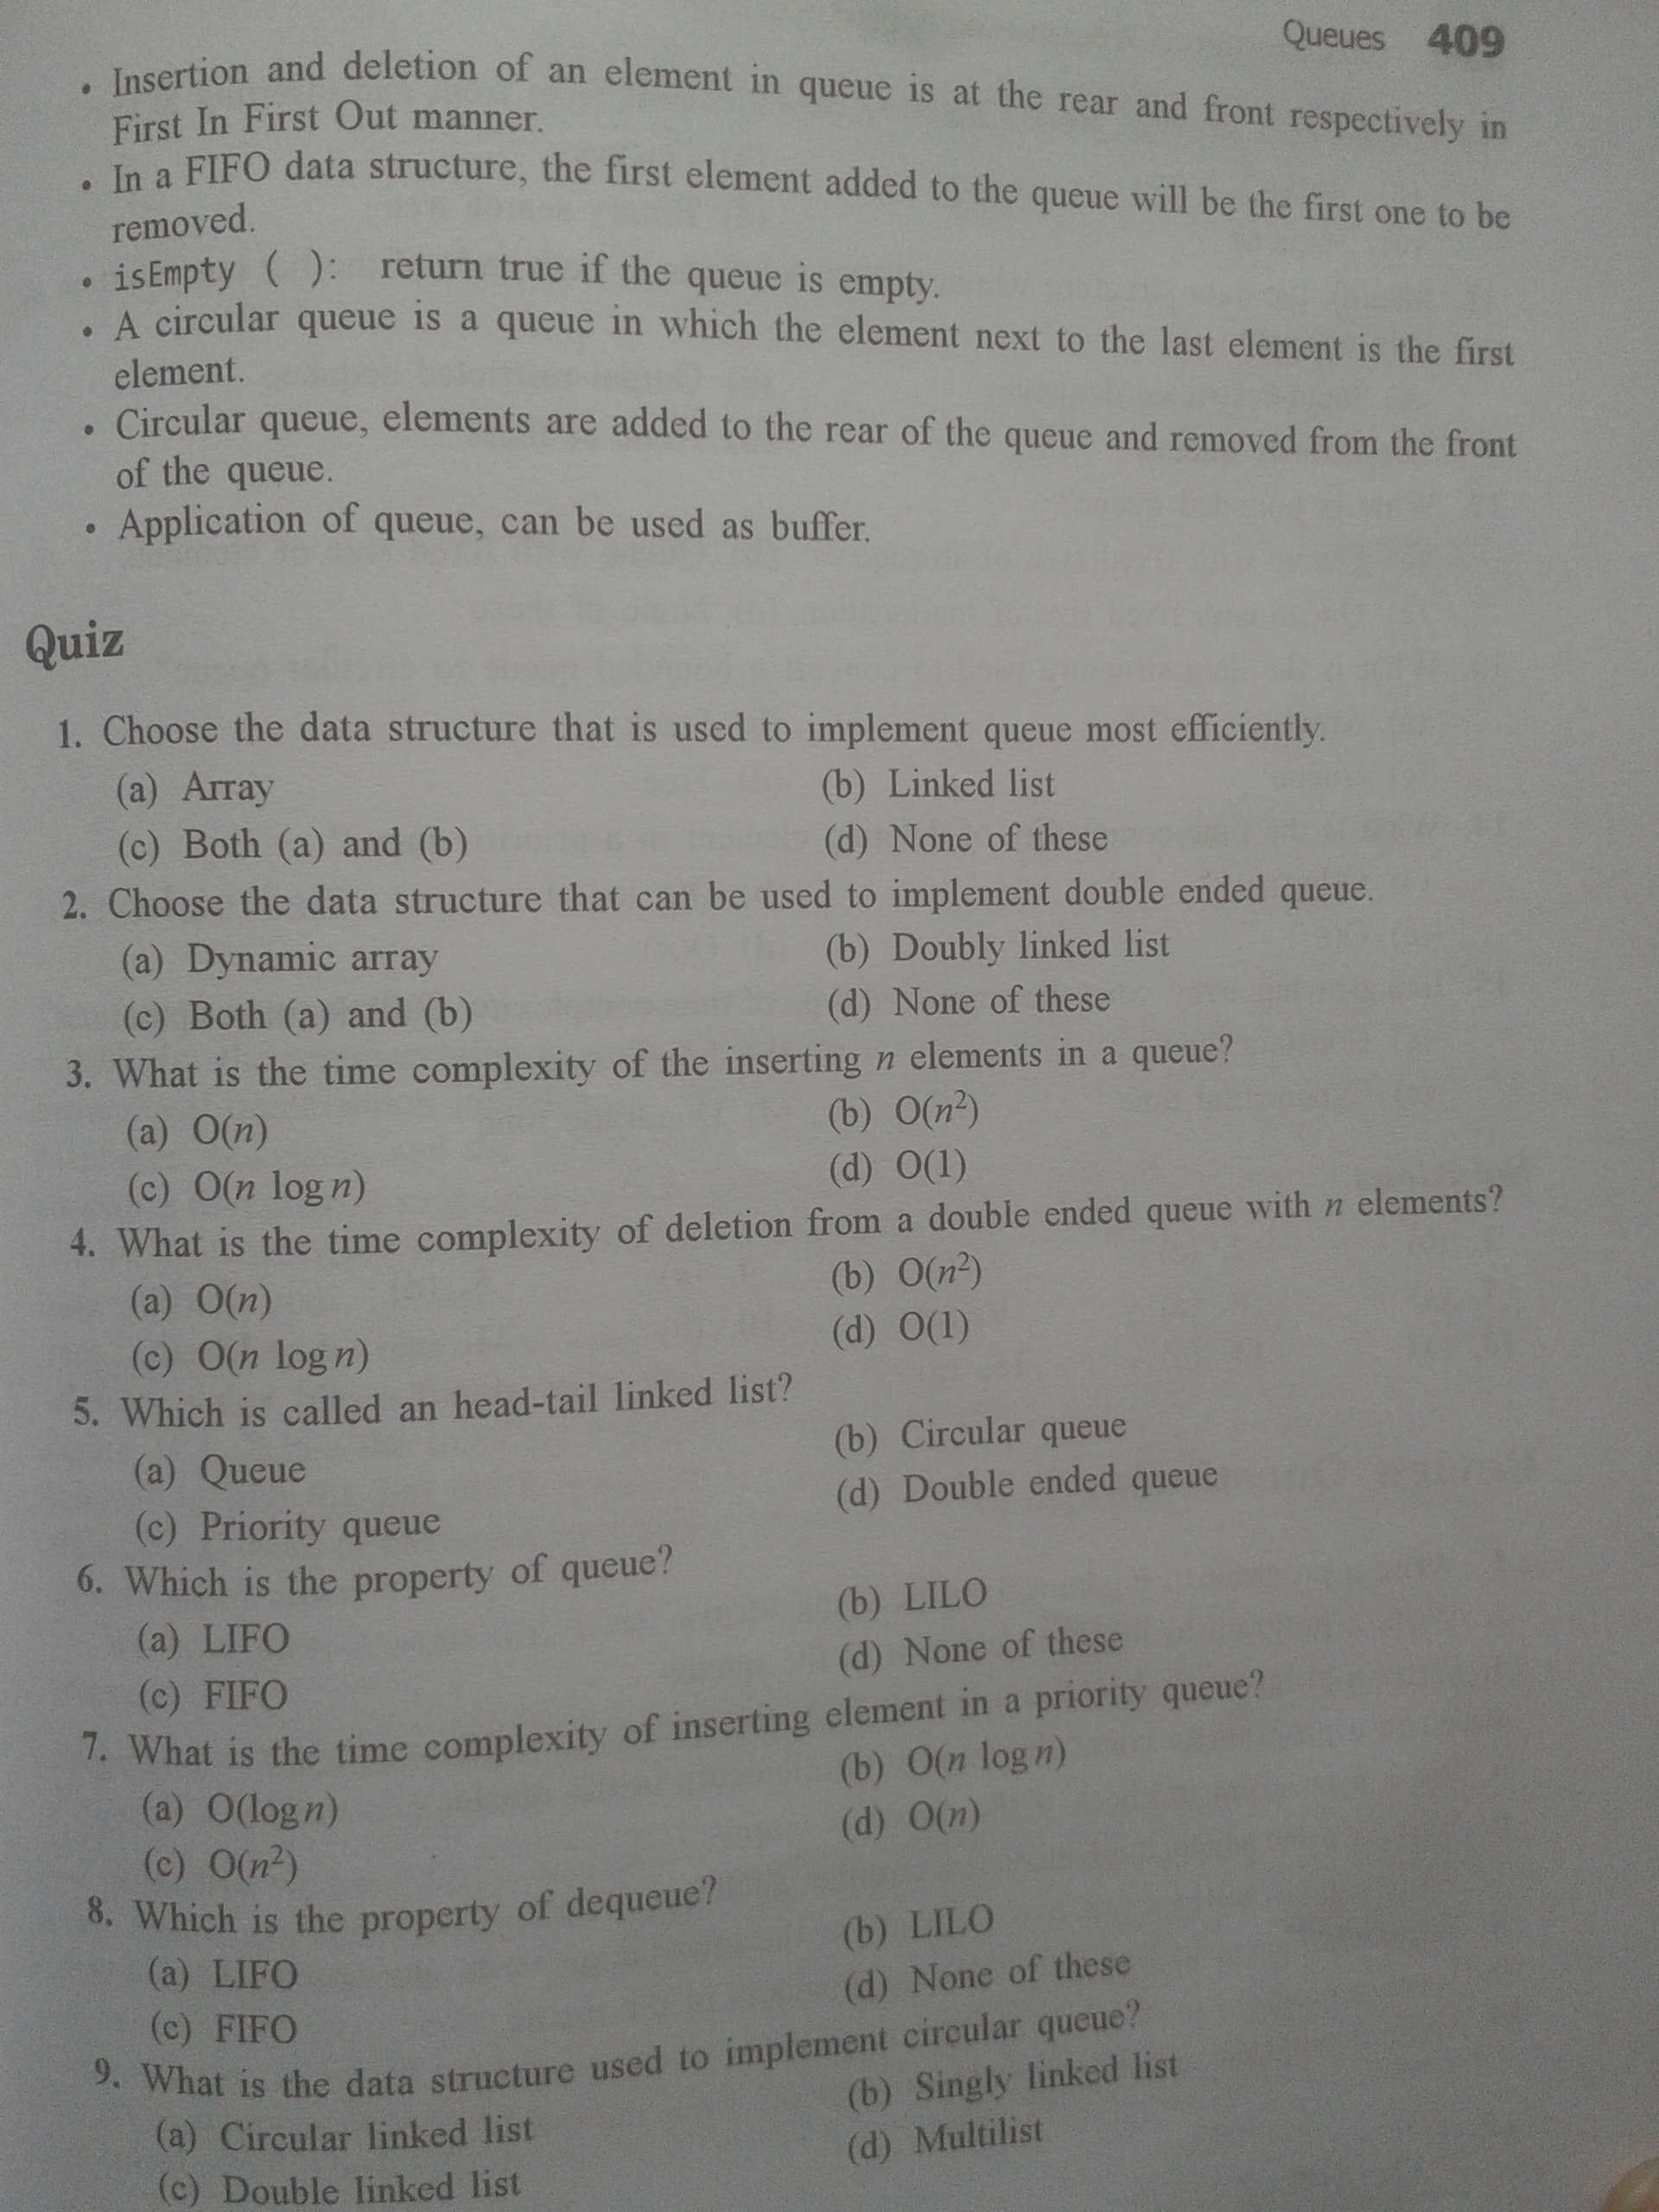 Queues 409
• Insertion and deletion of an element in queue is at the rear and front respectively in
First In First Out manner.
• In a FIFO data structure, the first element added to the queue will be the first one to be
removed.
• isEmpty ( ): return true if the queue is empty.
• A circular queue is a queue in which the element next to the last element is the first
element.
• Circular queue, elements are added to the rear of the queue and removed from the front
of the queue.
• Application of queue, can be used as buffer.
Quiz
1. Choose the data structure that is used to implement queue most efficiently.
(a) Array (b) Linked list
(c) Both (a) and (b) (d) None of these
2. Choose the data structure that can be used to implement double ended queue.
(a) Dynamic array (b) Doubly linked list
(c) Both (a) and (b) (d) None of these
3. What is the time complexity of the inserting n elements in a queue?
(a) O(n) (b) O(n²)
(c) O(n log n) (d) O(1)
4. What is the time complexity of deletion from a double ended queue with n elements?
(a) O(n) (b) O(n²)
(c) O(n log n) (d) O(1)
5. Which is called an head-tail linked list?
(a) Queue (b) Circular queue
(c) Priority queue (d) Double ended queue
6. Which is the property of queue?
(a) LIFO (b) LILO
(c) FIFO (d) None of these
7. What is the time complexity of inserting element in a priority queue?
(a) O(log n) (b) O(n log n)
(c) O(n²) (d) O(n)
8. Which is the property of dequeue?
(a) LIFO (b) LILO
(c) FIFO (d) None of these
9. What is the data structure used to implement circular queue?
(a) Circular linked list (b) Singly linked list
(c) Double linked list (d) Multilist